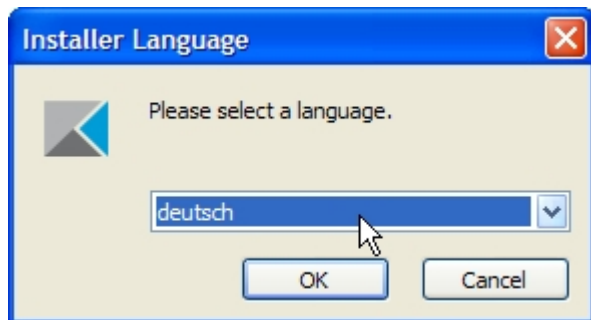 Installer Language
Please select a language.
deutsch
OK
Cancel